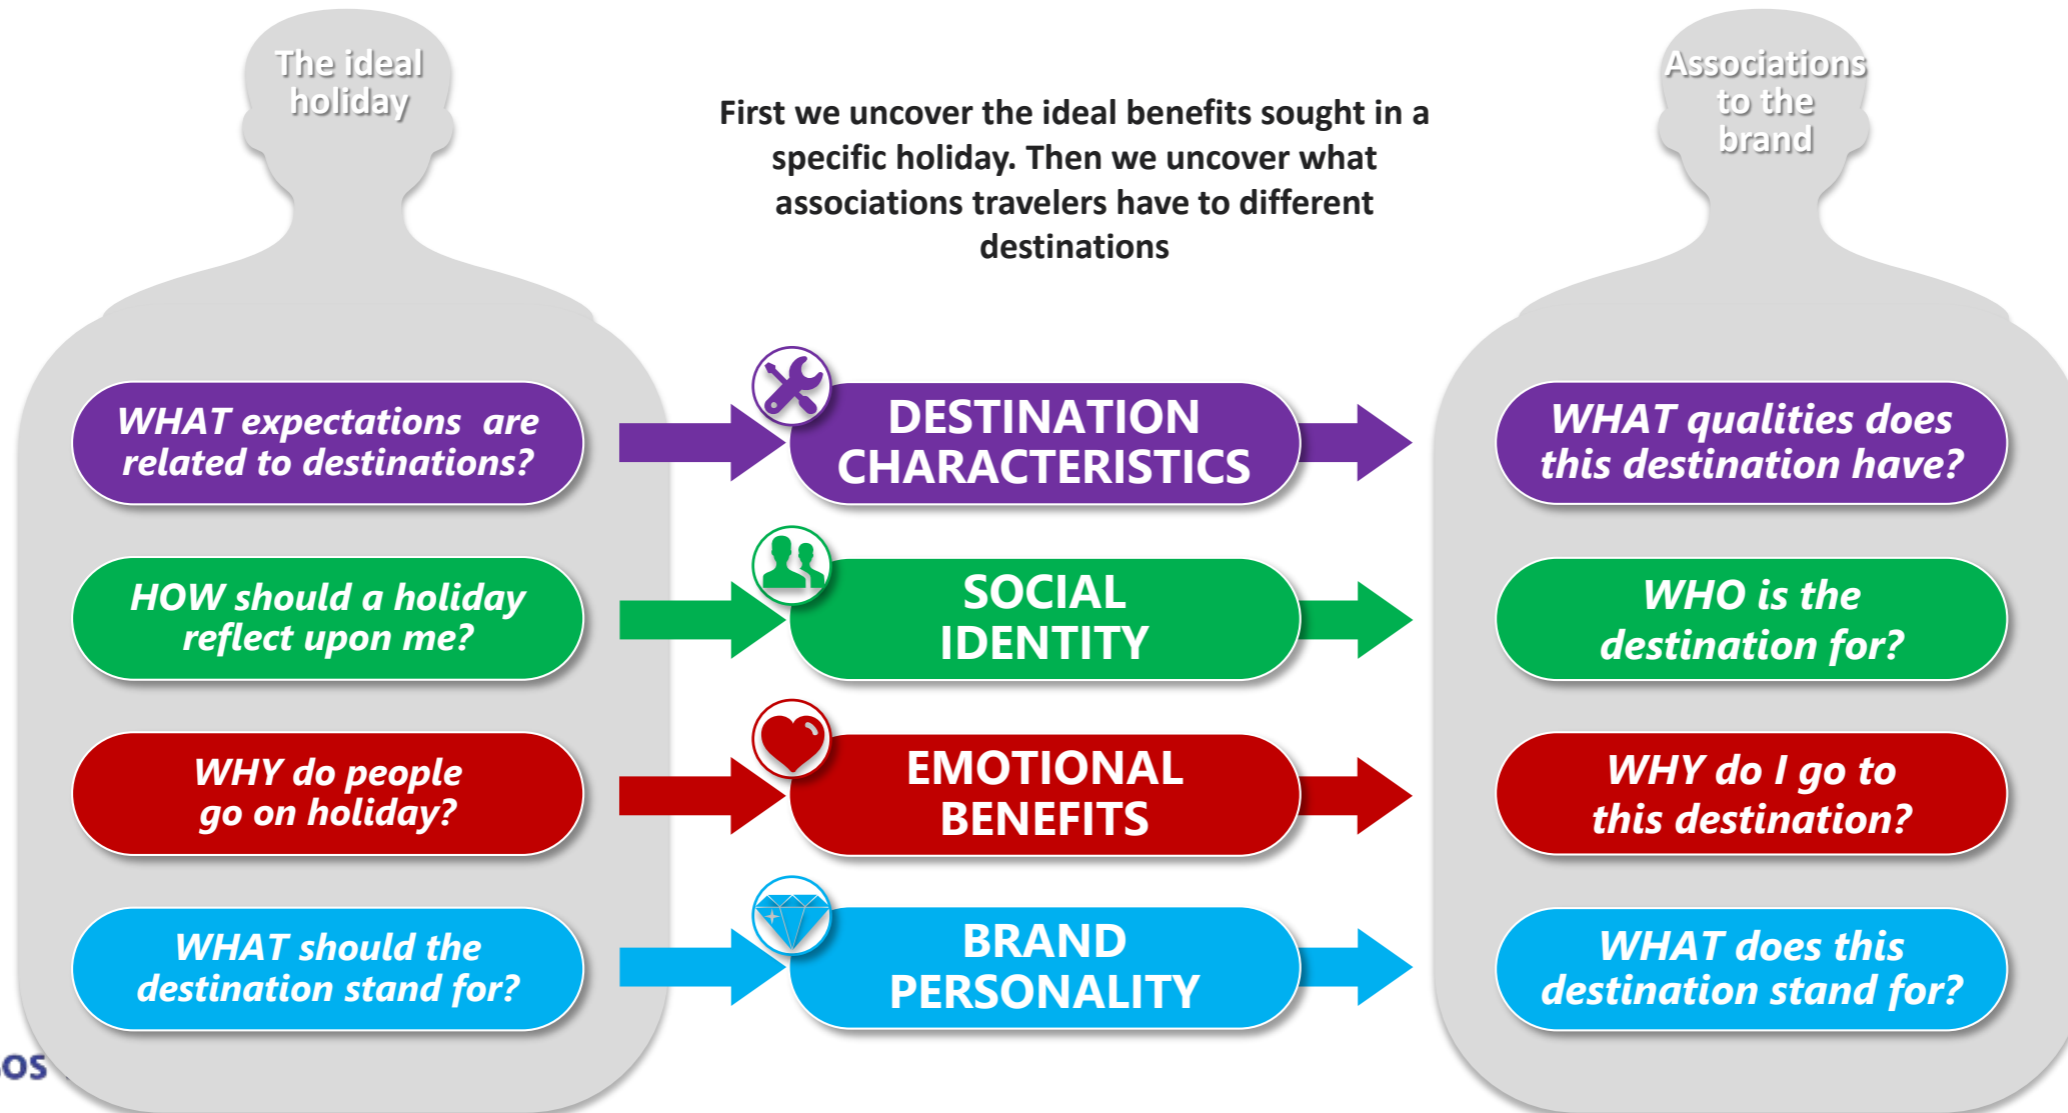 The ideal
holiday
First we uncover the ideal benefits sought in a
specific holiday. Then we uncover what
associations travelers have to different
destinations
Associations
to the
brand
WHAT expectations are
related to destinations?
DESTINATION
CHARACTERISTICS
WHAT qualities does
this destination have?
HOW should a holiday
reflect upon me?
SOCIAL
IDENTITY
WHO is the
destination for?
WHY do people
go on holiday?
EMOTIONAL
BENEFITS
WHY do I go to
this destination?
WHAT should the
destination stand for?
BRAND
PERSONALITY
WHAT does this
destination stand for?